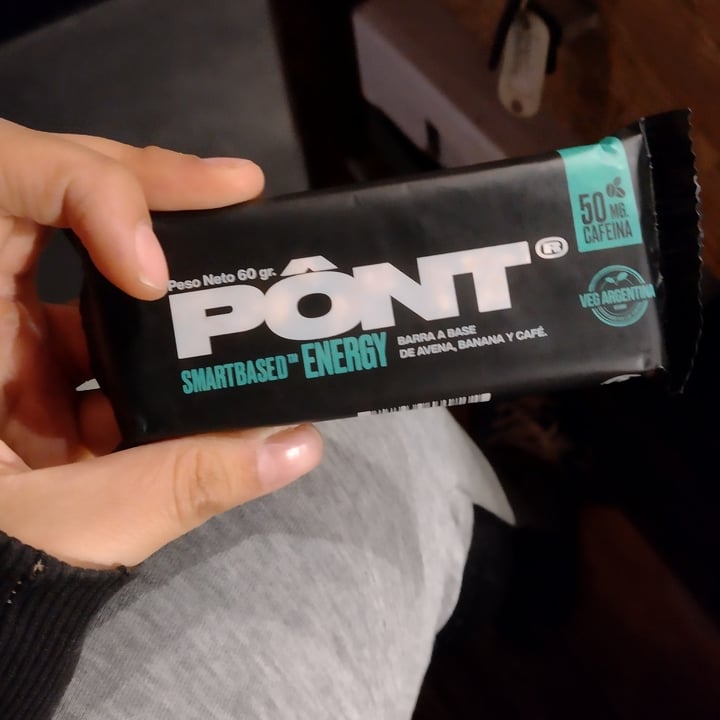 Peso Neto 60 gr.
PÔNT®
SMARTBASED™ ENERGY
BARRA A BASE
DE AVENA, BANANA Y CAFÉ.
50 MG.
CAFEINA
VEG ARGENTINA